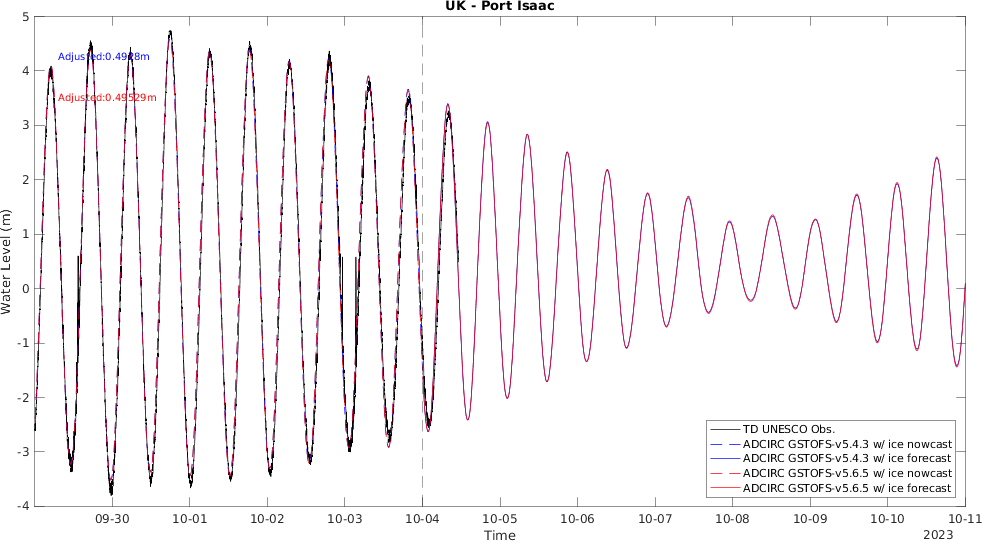 UK - Port Isaac
5
4
3
2
1
0
-1
-2
-3
-4
Water Level (m)
Adjusted:0.4928m
Adjusted:0.49529m
TD UNESCO Obs.
ADCIRC GSTOFS-v5.4.3 w/ ice nowcast
ADCIRC GSTOFS-v5.4.3 w/ ice forecast
ADCIRC GSTOFS-v5.6.5 w/ ice nowcast
ADCIRC GSTOFS-v5.6.5 w/ ice forecast
09-30 10-01 10-02 10-03 10-04 10-05 10-06 10-07 10-08 10-09 10-10 10-11
Time
2023